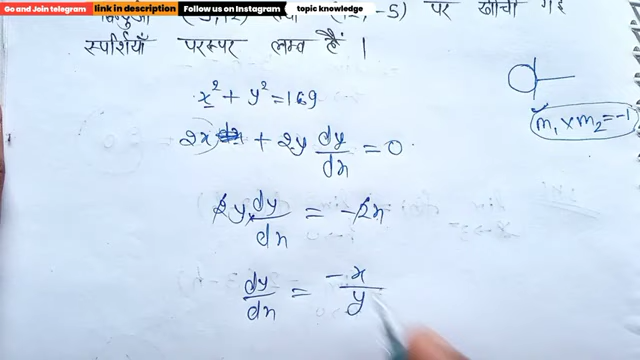 Go and Join telegram link in description Follow us on Instagram topic knowledge
पर खींची गई
स्पर्शियाँ परस्पर लम्ब हैं ।
x² + y² = 169
m₁ × m₂ = -1
2x + 2y dy/dx = 0
2y dy/dx = -2x
dy/dx = -x/y